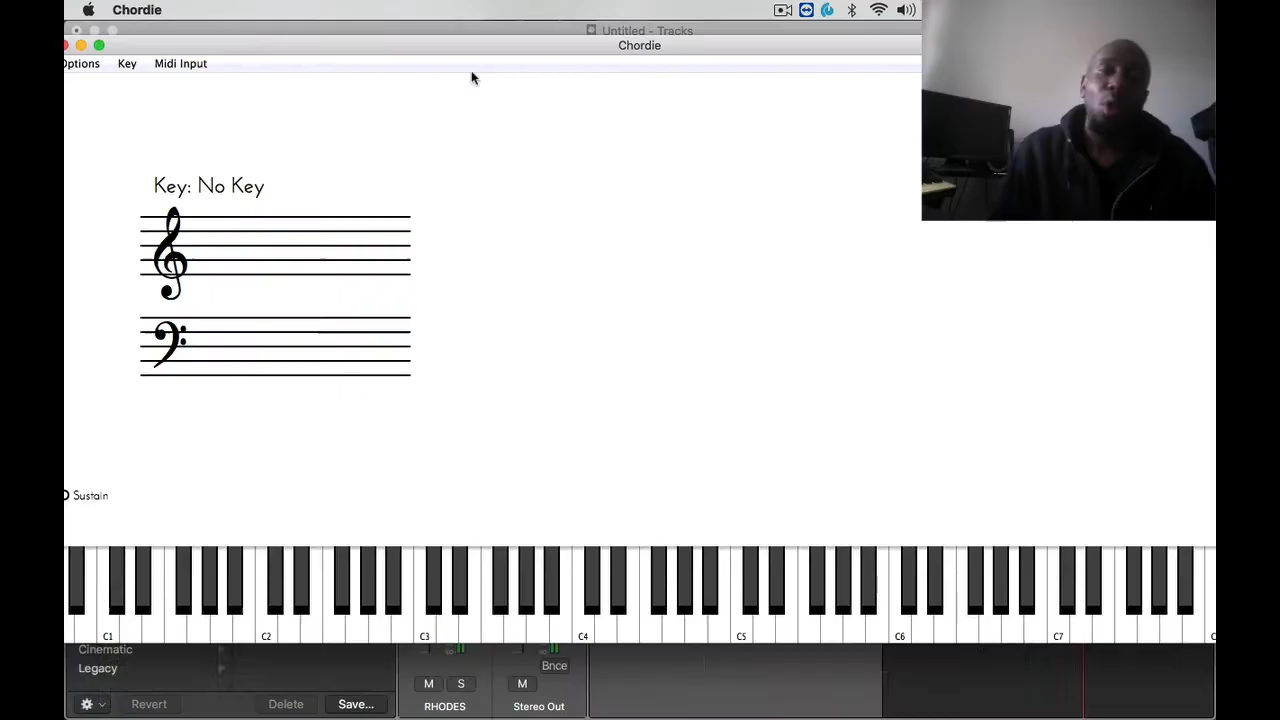 Chordie
Untitled - Tracks
Chordie
Options Key Midi Input
Key: No Key
Sustain
C1 C2 C3 C4 C5 C6 C7
Cinematic
Legacy
Bnce
M S M
Revert Delete Save... RHODES Stereo Out